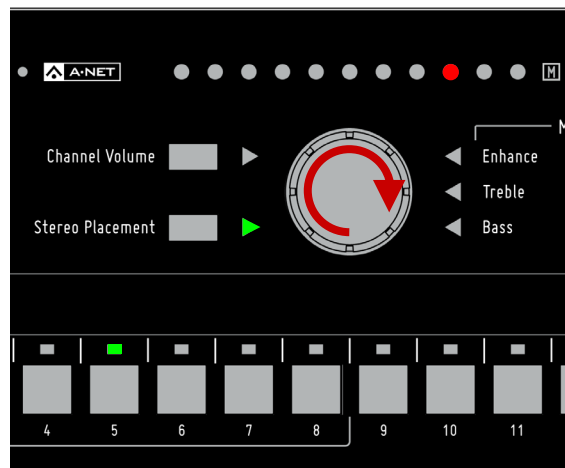 A·NET
M
M
Channel Volume
Enhance
Treble
Stereo Placement
Bass
4 5 6 7 8 9 10 11